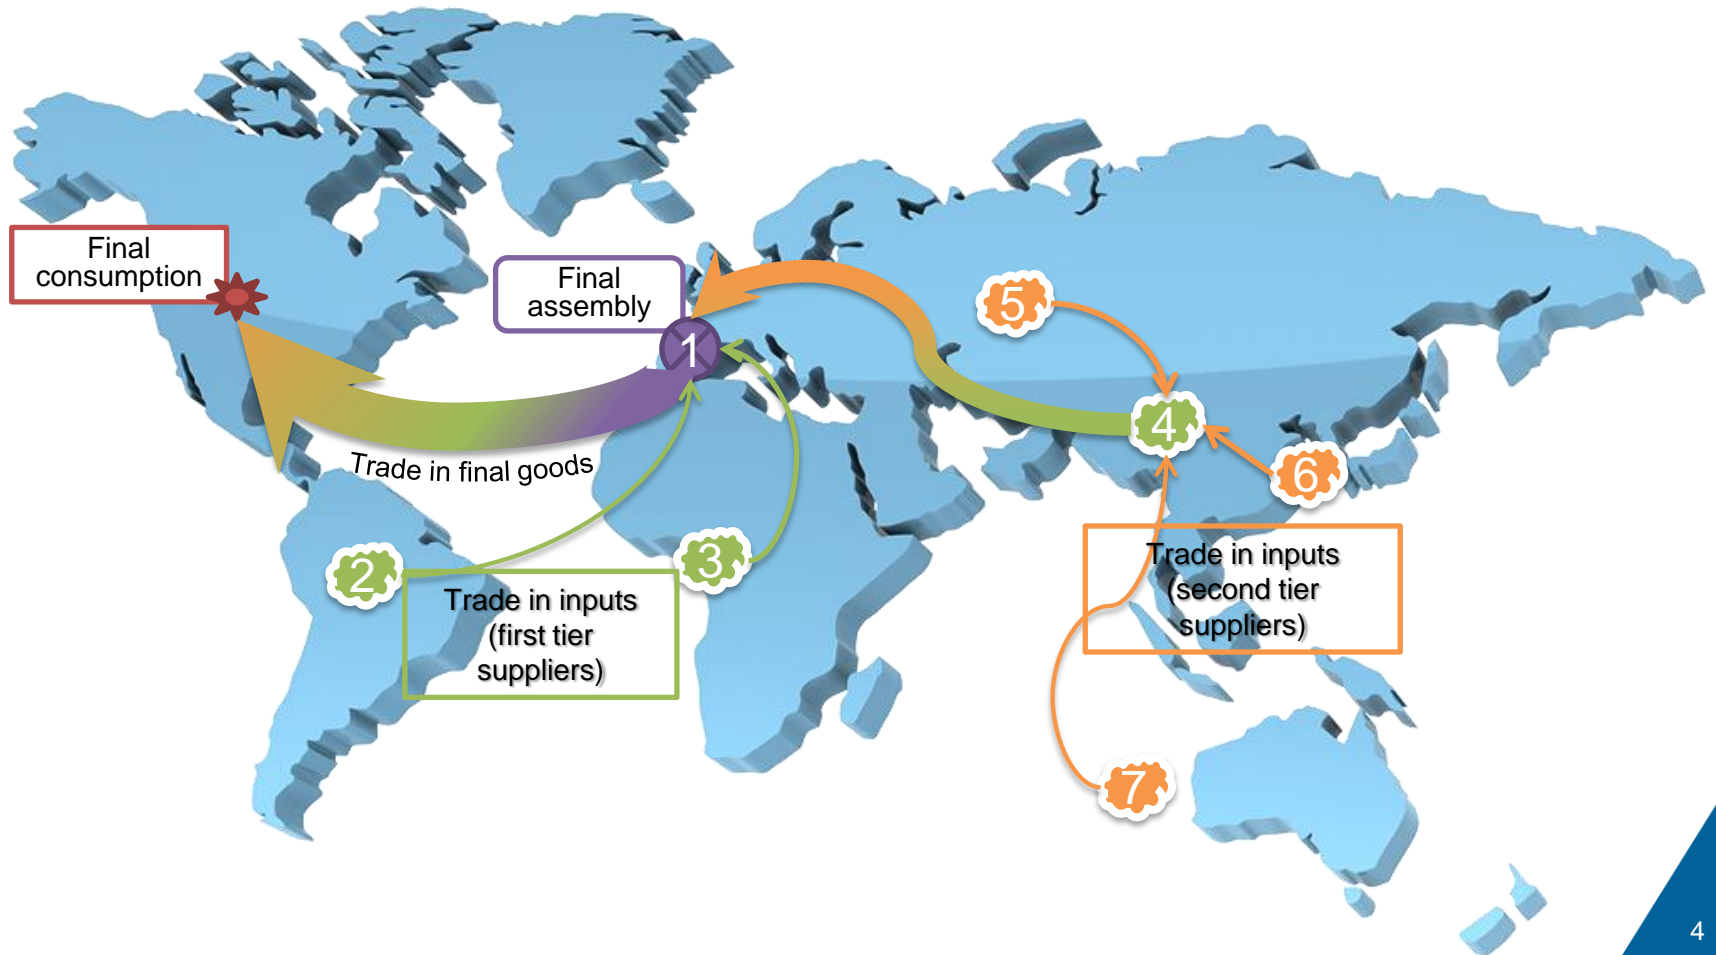 Final
consumption
Final
assembly
1
5
4
6
Trade in final goods
2
3
Trade in inputs
(first tier
suppliers)
Trade in inputs
(second tier
suppliers)
7
4